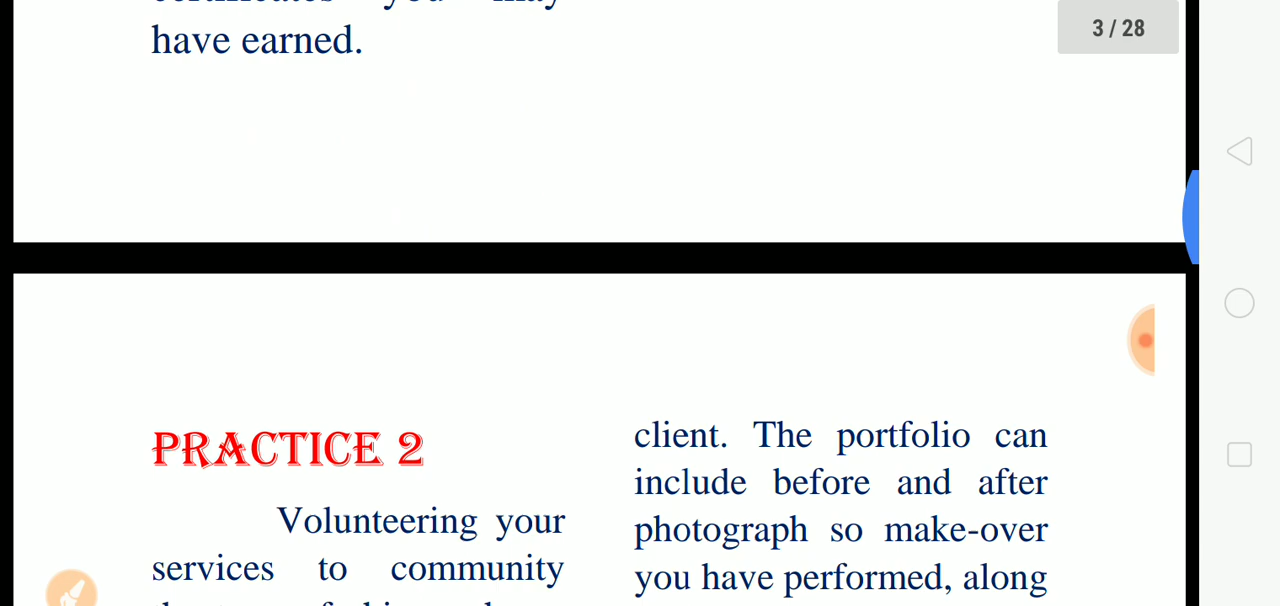 have earned.
3 / 28
PRACTICE 2
Volunteering your
services to community
client. The portfolio can
include before and after
photograph so make-over
you have performed, along